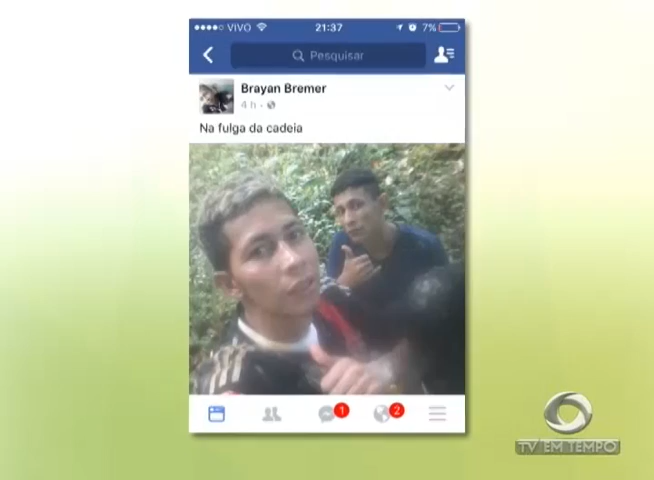 VIVO 21:37 7%
Pesquisar
Brayan Bremer
4 h
Na fulga da cadeia
1 2
TV EM TEMPO